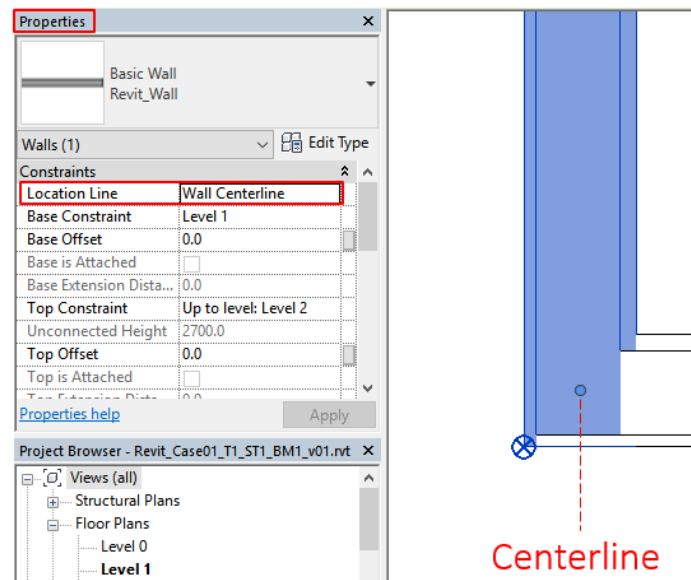 Properties
Basic Wall
Revit_Wall
Walls (1)
Edit Type
Constraints
Location Line Wall Centerline
Base Constraint Level 1
Base Offset 0.0
Base is Attached
Base Extension Dista... 0.0
Top Constraint Up to level: Level 2
Unconnected Height 2700.0
Top Offset 0.0
Top is Attached
Properties help
Apply
Project Browser - Revit_Case01_T1_ST1_BM1_v01.rvt
Views (all)
Structural Plans
Floor Plans
Level 0
Level 1
Centerline